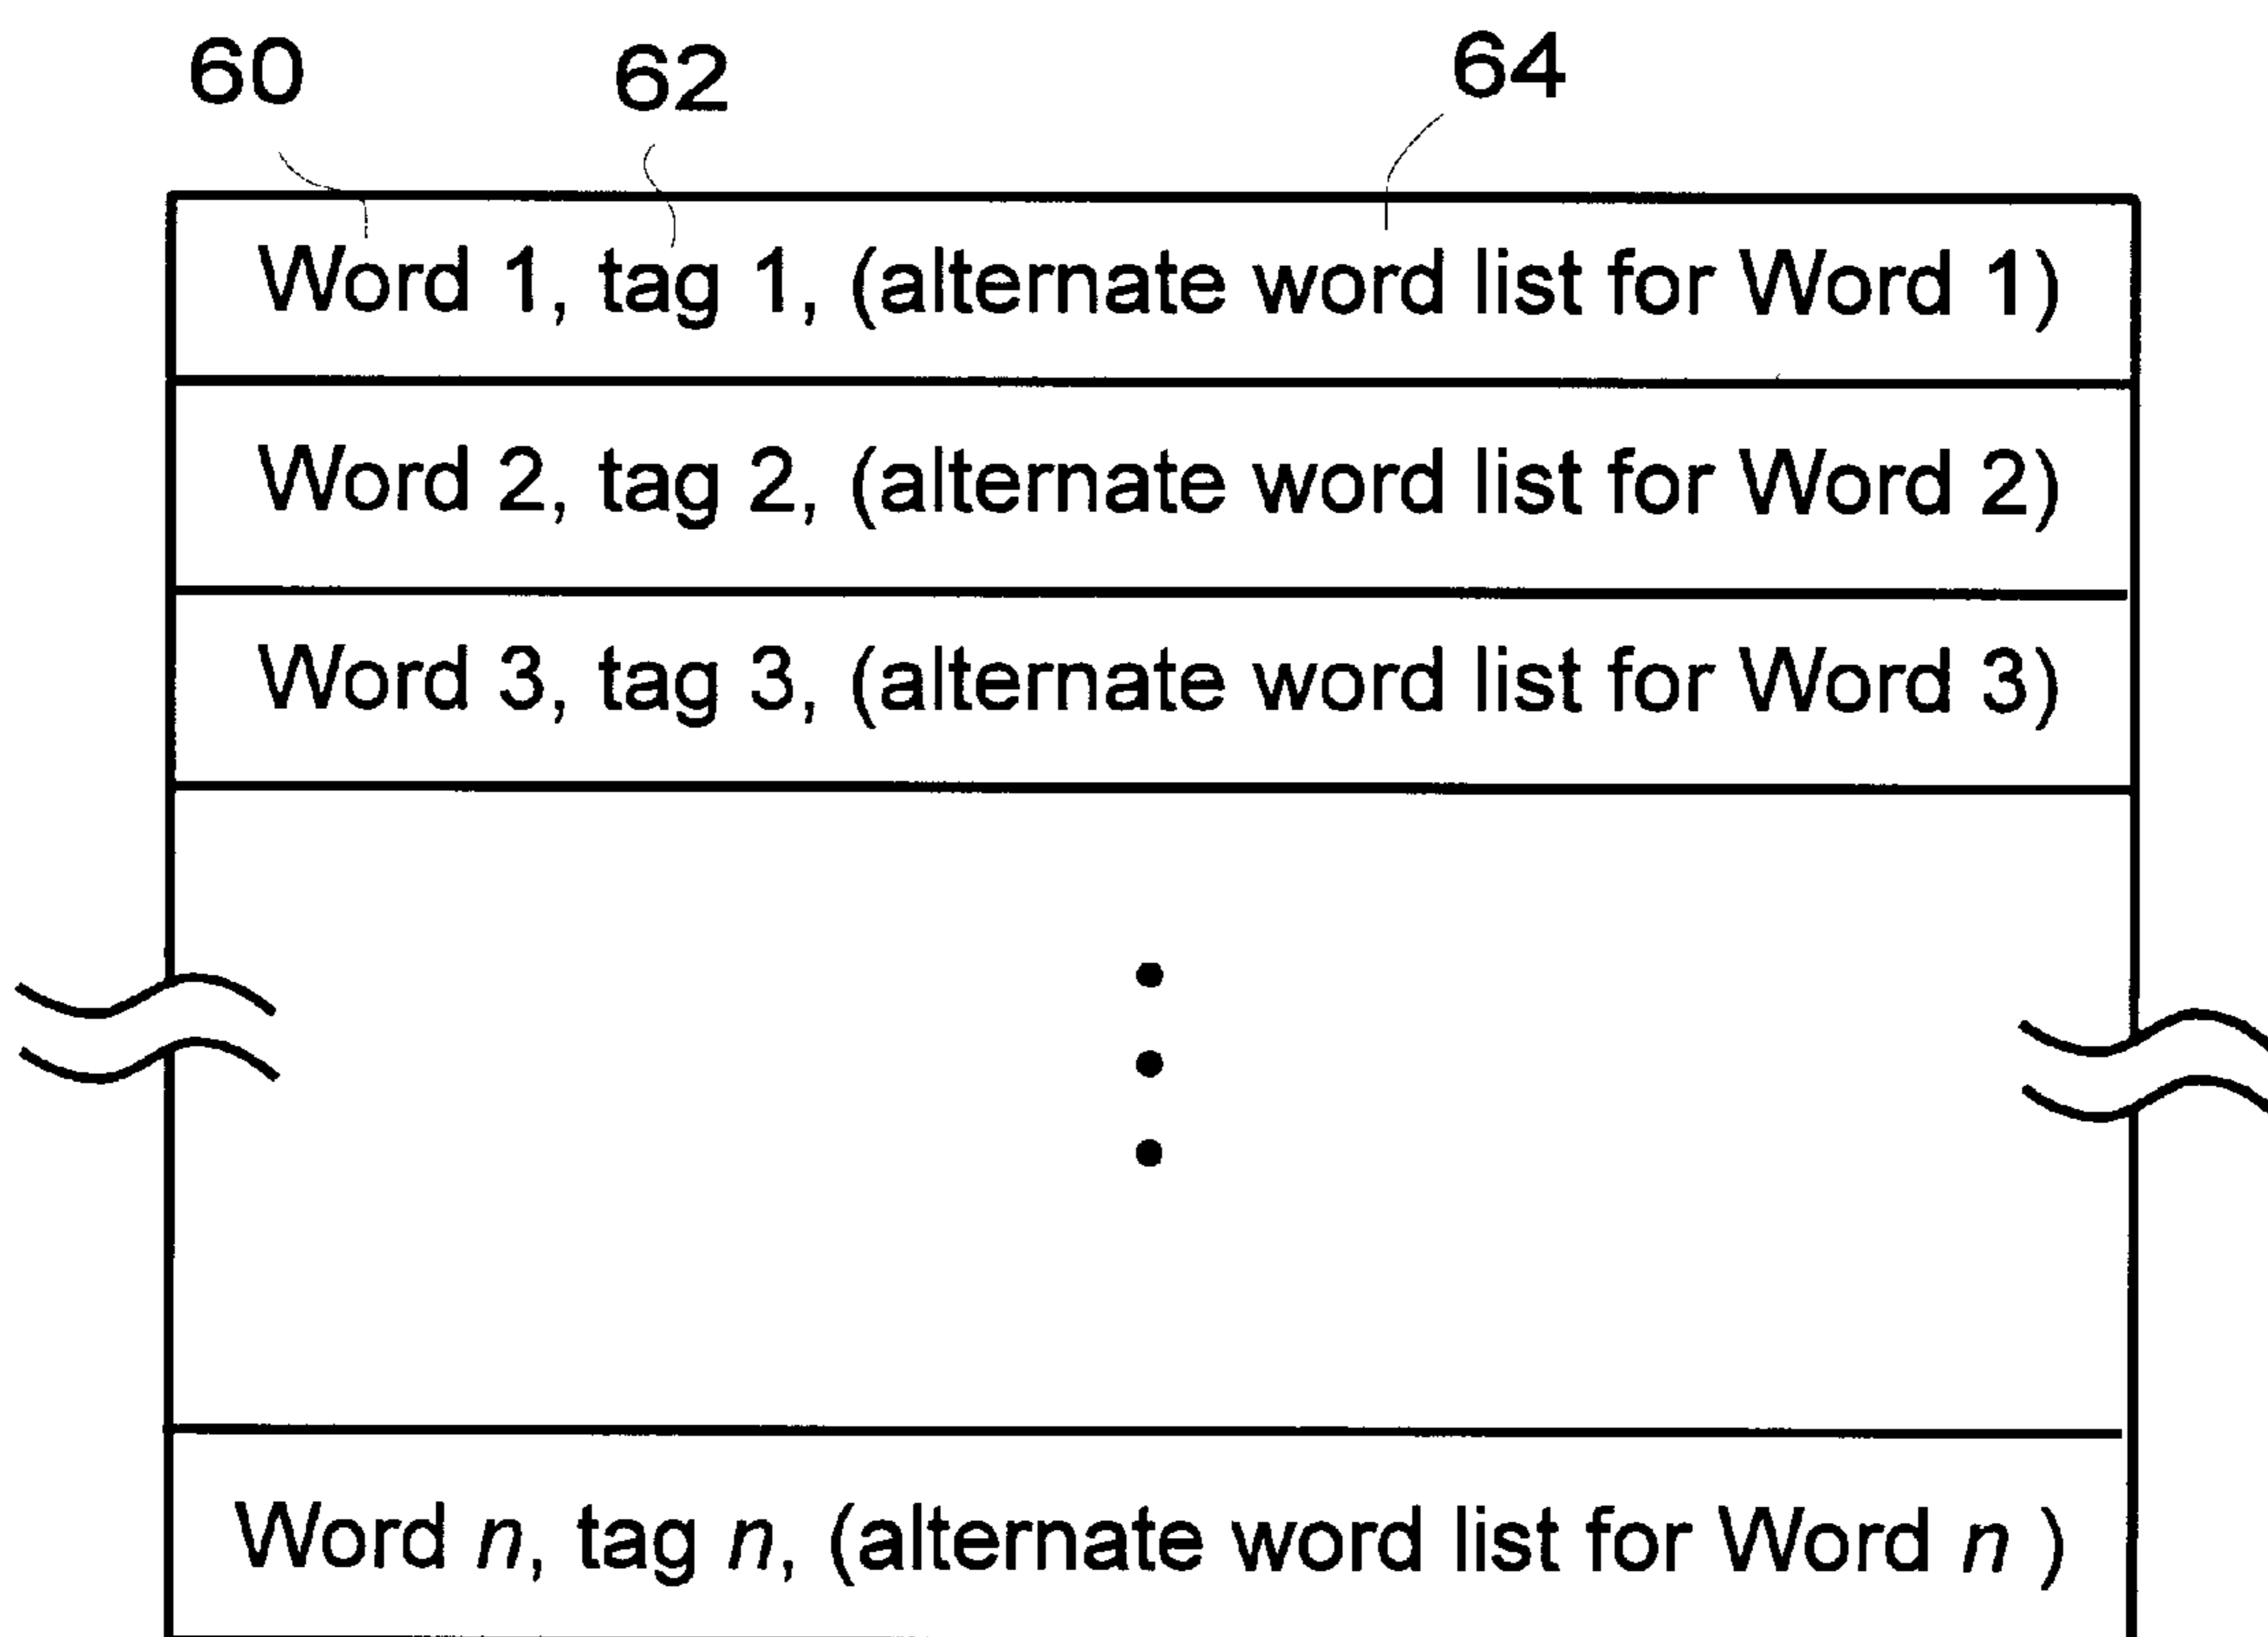 60 62 64
Word 1, tag 1, (alternate word list for Word 1)
Word 2, tag 2, (alternate word list for Word 2)
Word 3, tag 3, (alternate word list for Word 3)
Word n, tag n, (alternate word list for Word n )